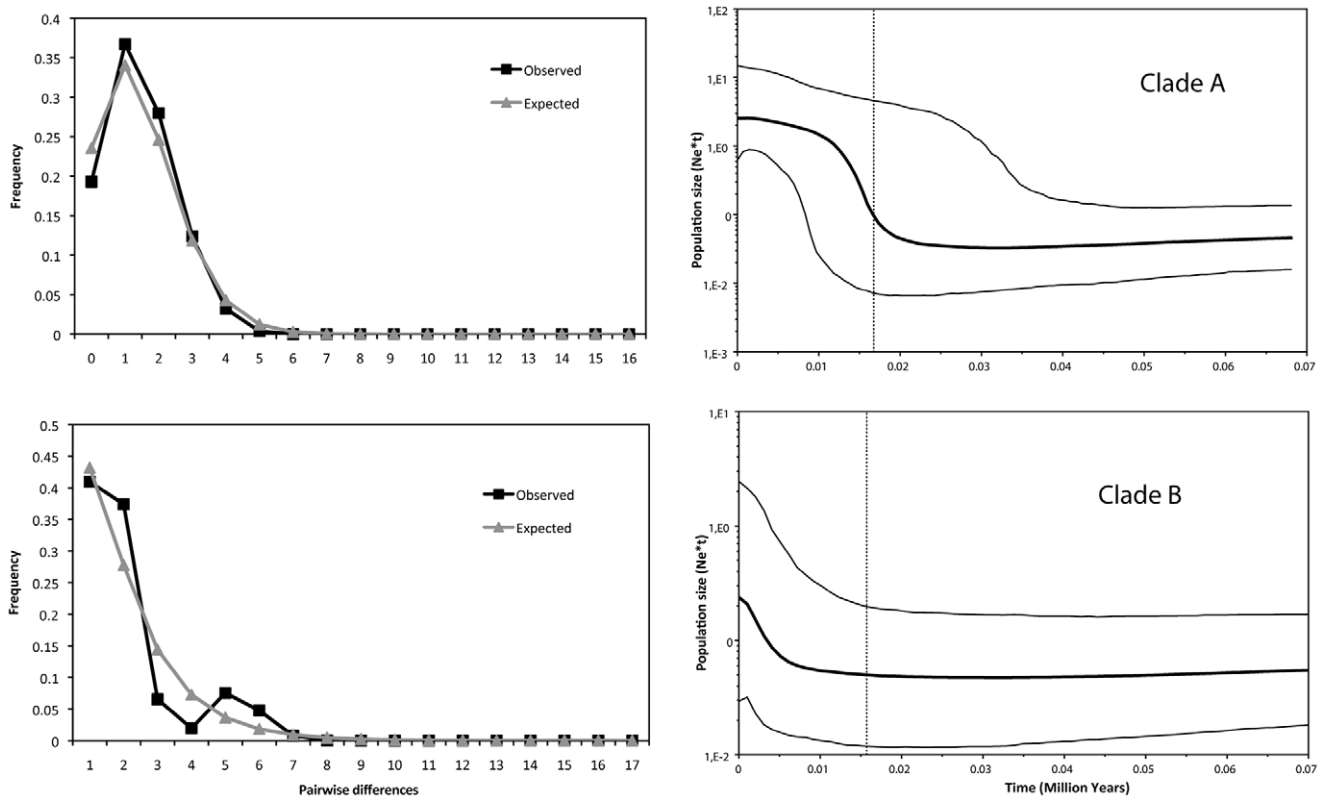 0.4
0.35
0.3
0.25
0.2
0.15
0.1
0.05
0
Frequency
Observed
Expected
0 1 2 3 4 5 6 7 8 9 10 11 12 13 14 15 16
1,E+2
1,E+1
1,E0
0
1,E-2
1,E-3
Population size (Ne*t)
Clade A
0 0.01 0.02 0.03 0.04 0.05 0.06 0.07
0.5
0.45
0.4
0.35
0.3
0.25
0.2
0.15
0.1
0.05
0
Frequency
Observed
Expected
1 2 3 4 5 6 7 8 9 10 11 12 13 14 15 16 17
Pairwise differences
1,E+1
1,E+0
0
1,E-2
Population size (Ne*t)
Clade B
0 0.01 0.02 0.03 0.04 0.05 0.06 0.07
Time (Million Years)